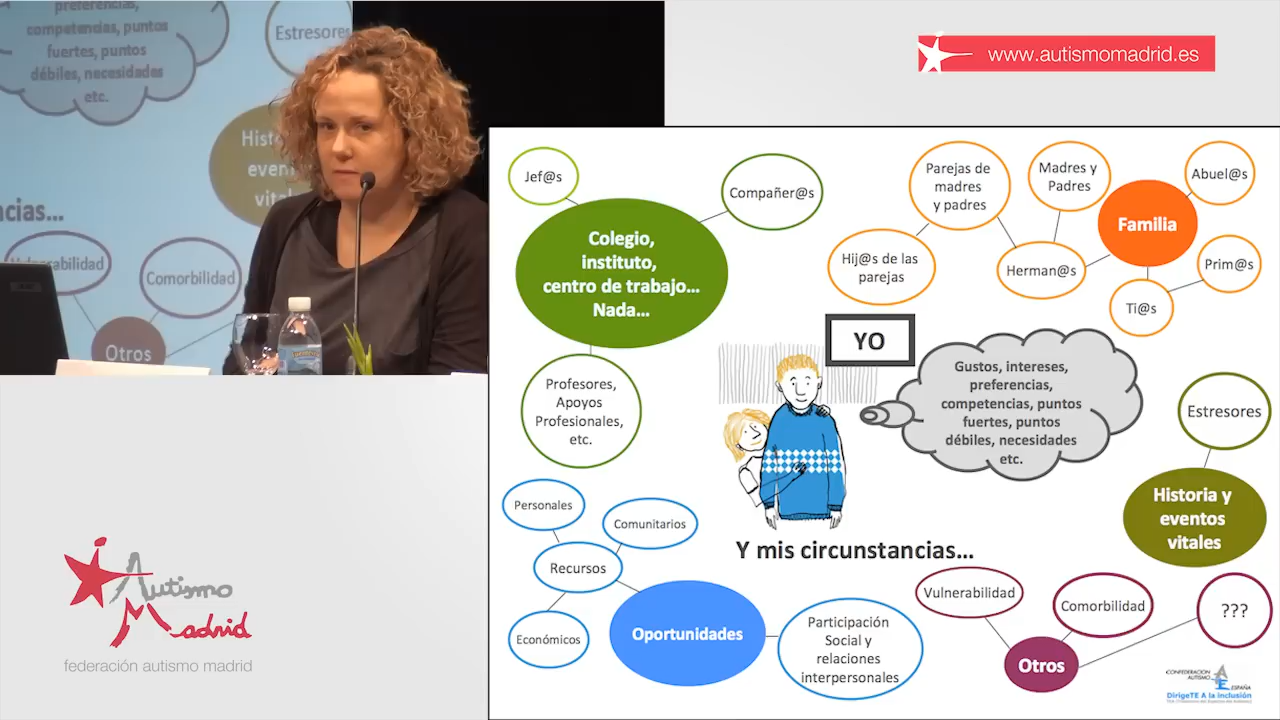 preferencias,
competencias, puntos
fuertes, puntos
débiles, necesidades
etc.
Estresores
Vulnerabilidad
Comorbilidad
Otros
www.autismomadrid.es
Jef@s
Compañer@s
Colegio,
instituto,
centro de trabajo...
Nada...
Profesores,
Apoyos
Profesionales,
etc.
Parejas de
madres
y padres
Madres y
Padres
Abuel@s
Familia
Hij@s de las
parejas
Herman@s
Prim@s
Ti@s
YO
Gustos, intereses,
preferencias,
competencias, puntos
fuertes, puntos
débiles, necesidades
etc.
Estresores
Historia y
eventos
vitales
Y mis circunstancias...
Personales
Comunitarios
Recursos
Económicos
Oportunidades
Participación
Social y
relaciones
interpersonales
Vulnerabilidad
Comorbilidad
???
Otros
CONFEDERACIÓN
AUTISMO
ESPAÑA
DirigeTE A la inclusión
Autismo
Madrid
federación autismo madrid